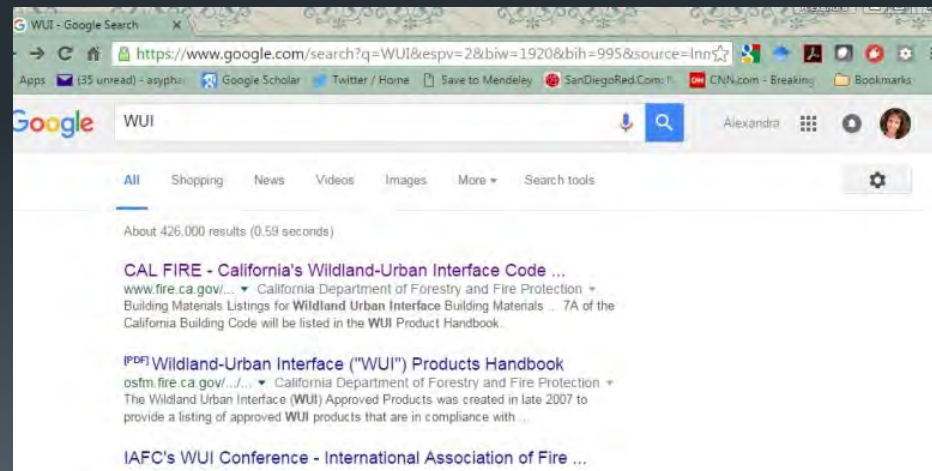 WUI - Google Search
https://www.google.com/search?q=WUI&espv=2&biw=1920&bih=995&source=lnn
Apps (35 unread) - asyphe Google Scholar Twitter / Home Save to Mendeley SanDiegoRed.Com: CNN.com - Breaking Bookmarks
Google WUI Alexandra
All Shopping News Videos Images More Search tools
About 426,000 results (0.59 seconds)
CAL FIRE - California's Wildland-Urban Interface Code ...
www.fire.ca.gov/... California Department of Forestry and Fire Protection
Building Materials Listings for Wildland Urban Interface Building Materials ... 7A of the
California Building Code will be listed in the WUI Product Handbook.
[PDF] Wildland-Urban Interface ("WUI") Products Handbook
osfm.fire.ca.gov/.../... California Department of Forestry and Fire Protection
The Wildland Urban Interface (WUI) Approved Products was created in late 2007 to
provide a listing of approved WUI products that are in compliance with ...
IAFC's WUI Conference - International Association of Fire ...